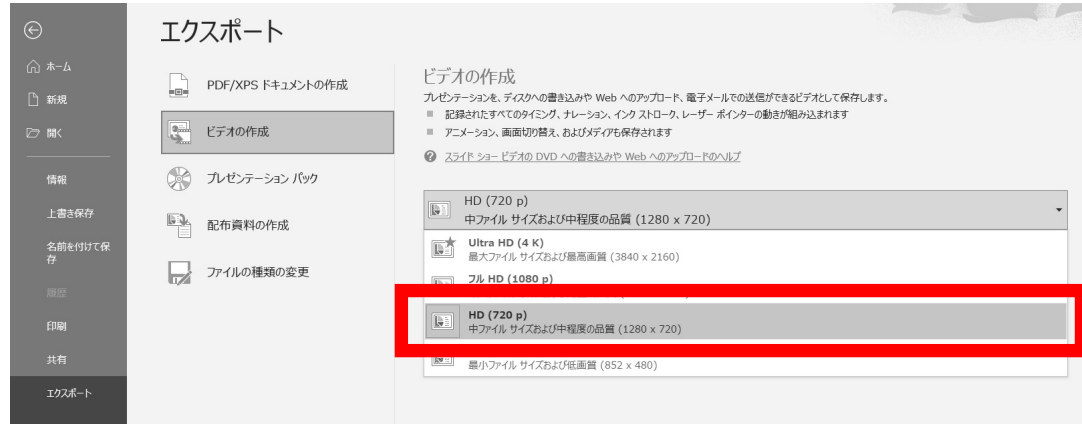 エクスポート
ホーム
新規
開く
情報
上書き保存
名前を付けて保
存
履歴
印刷
共有
エクスポート
PDF/XPS ドキュメントの作成
ビデオの作成
プレゼンテーション パック
配布資料の作成
ファイルの種類の変更
ビデオの作成
プレゼンテーションを、ディスクへの書き込みや Web へのアップロード、電子メールでの送信ができるビデオとして保存します。
記録されたすべてのタイミング、ナレーション、インク ストローク、レーザー ポインターの動きが組み込まれます
アニメーション、画面切り替え、およびメディアも保存されます
スライド ショー ビデオの DVD への書き込みや Web へのアップロードのヘルプ
HD (720 p)
中ファイル サイズおよび中程度の品質 (1280 x 720)
Ultra HD (4 K)
最大ファイル サイズおよび最高画質 (3840 x 2160)
フル HD (1080 p)
HD (720 p)
中ファイル サイズおよび中程度の品質 (1280 x 720)
最小ファイル サイズおよび低画質 (852 x 480)